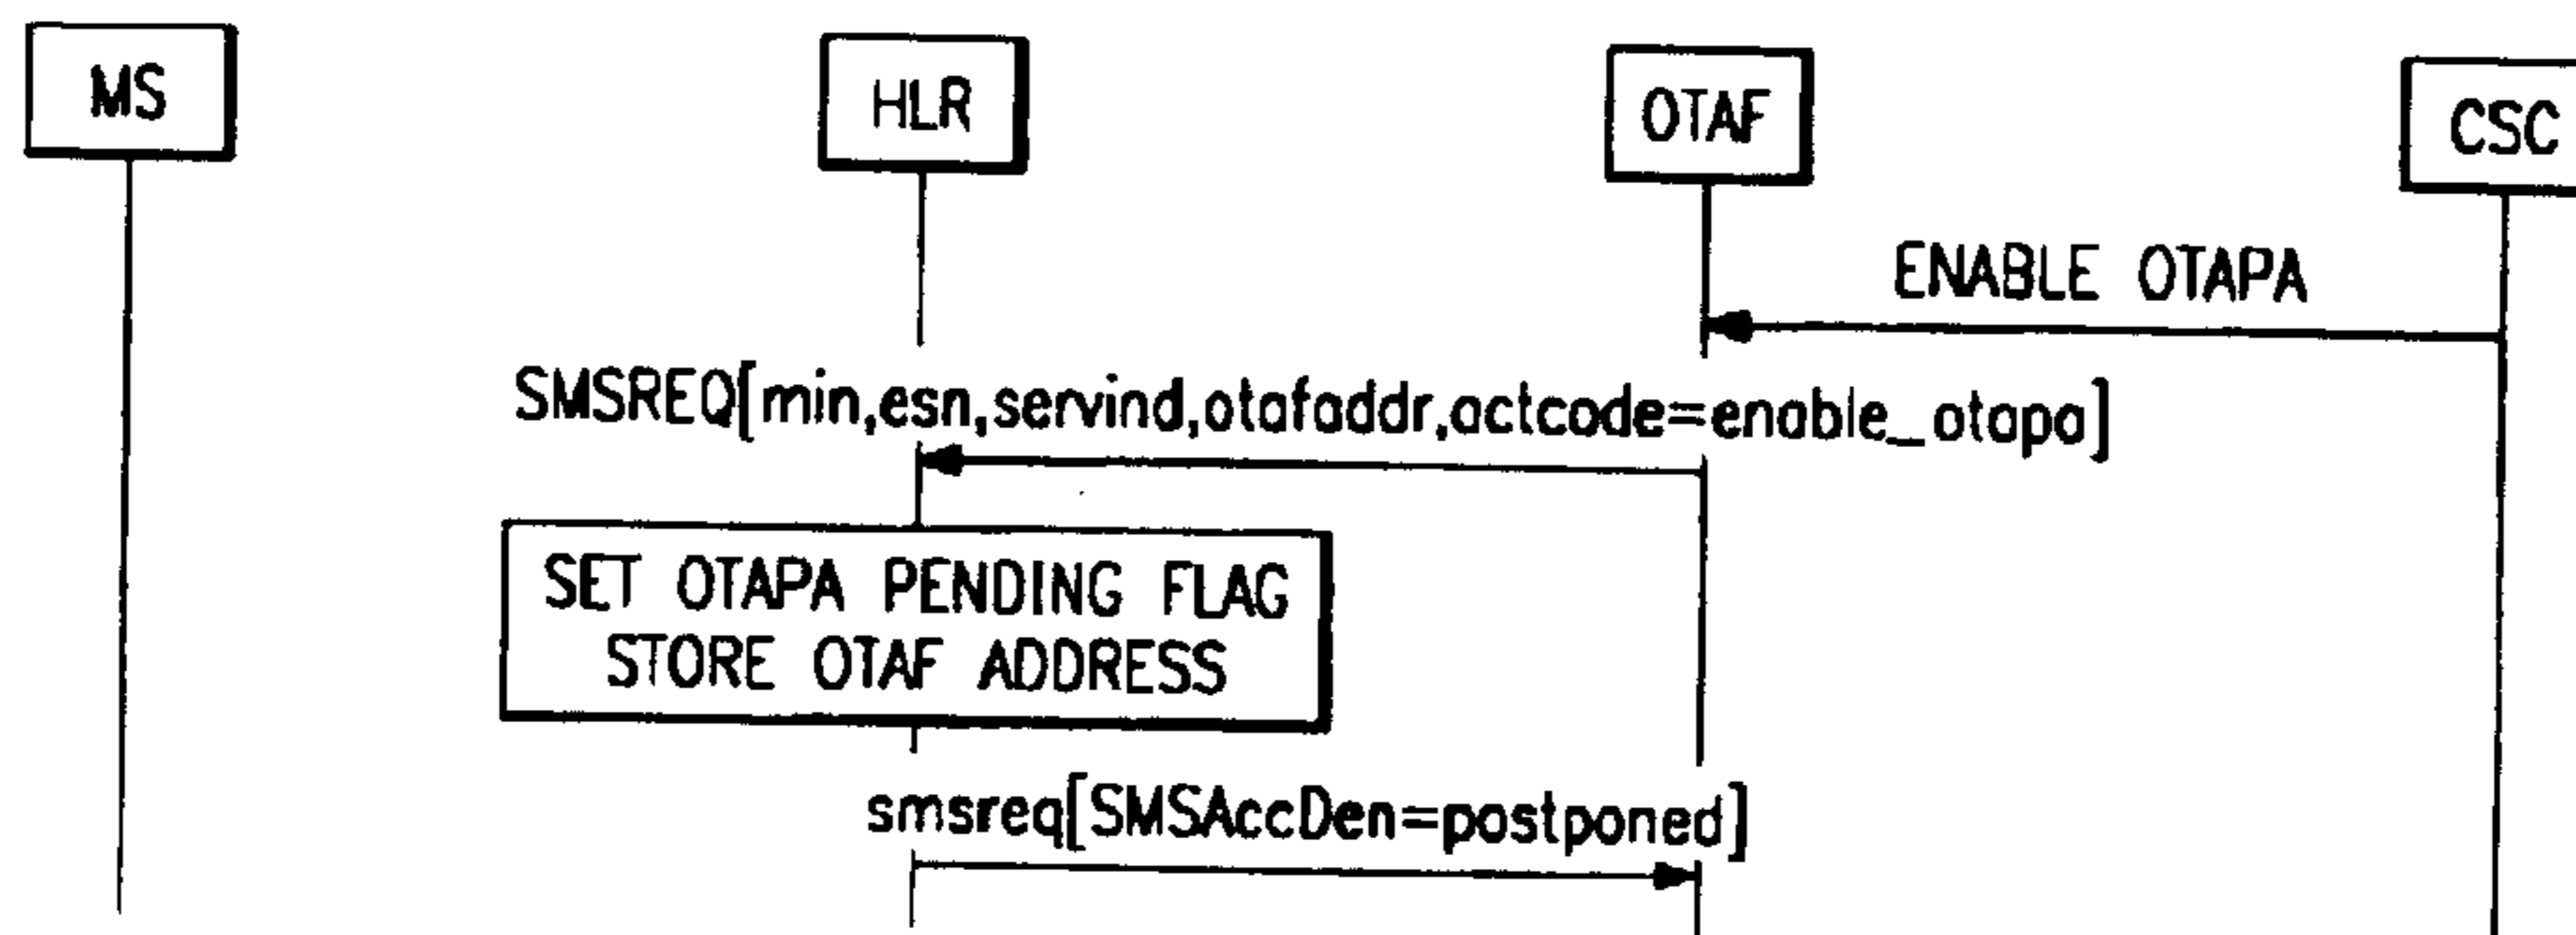 MS
HLR
OTAF
CSC
ENABLE OTAPA
SMSREQ[min,esn,servind,otafaddr,actcode=enable_otapa]
SET OTAPA PENDING FLAG
STORE OTAF ADDRESS
smsreq[SMSAccDen=postponed]